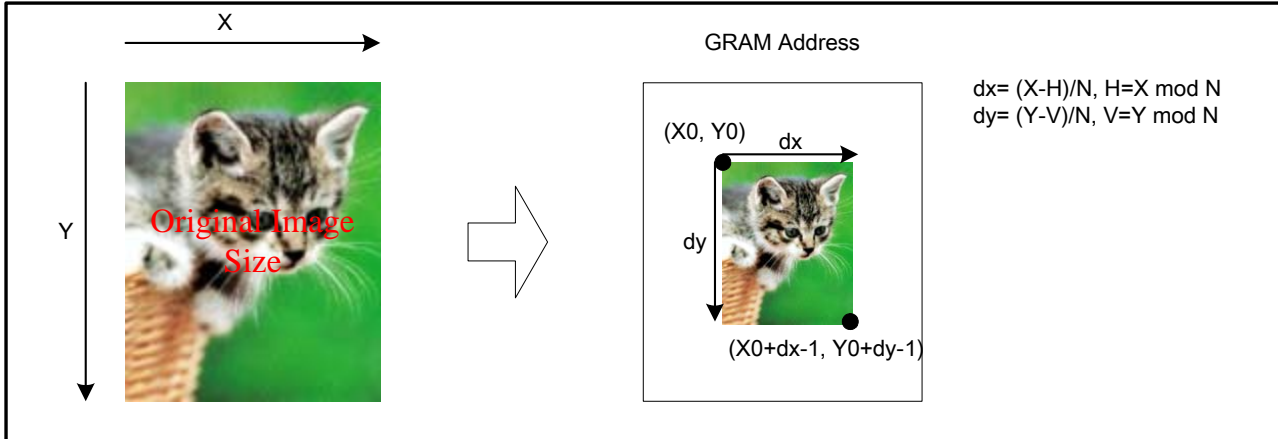 X
Y
Original Image
Size
GRAM Address
(X0, Y0)
dx
dy
(X0+dx-1, Y0+dy-1)
dx= (X-H)/N, H=X mod N
dy= (Y-V)/N, V=Y mod N